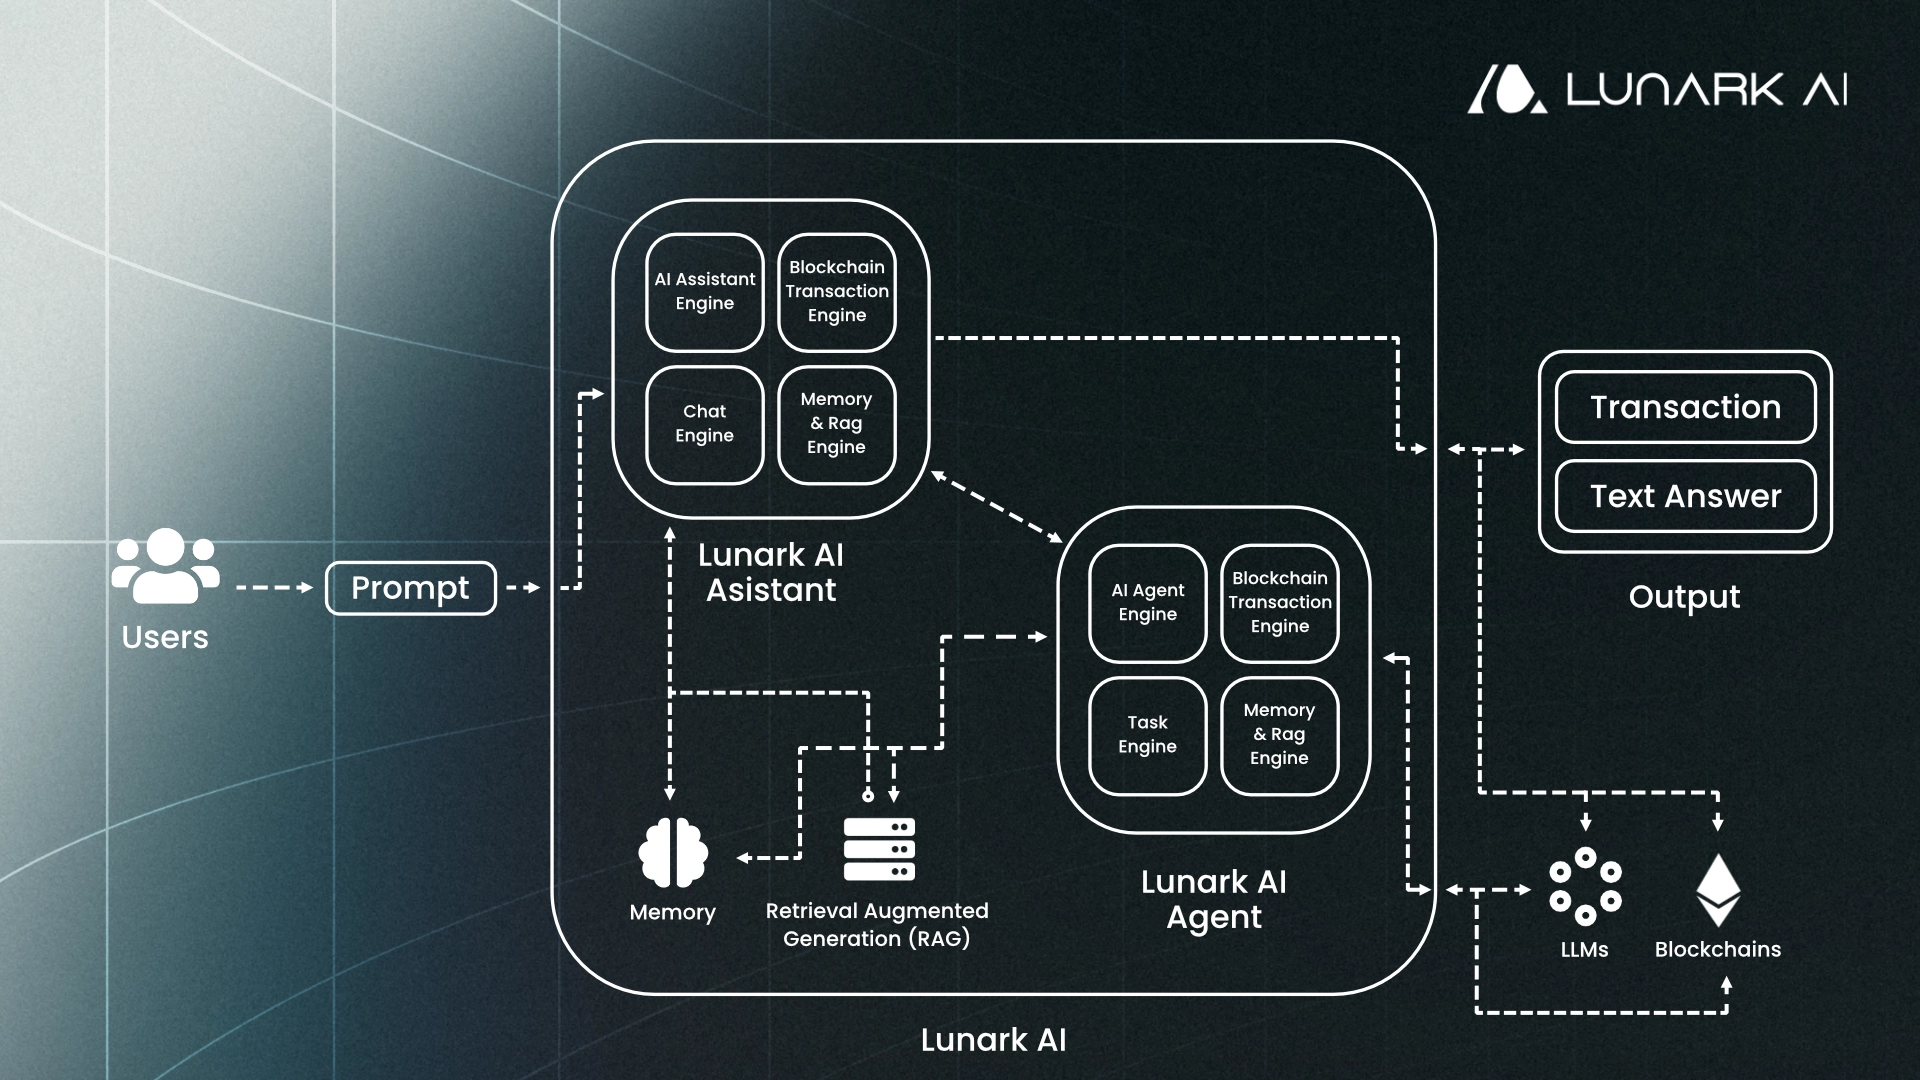 LUNARK AI
AI Assistant
Engine
Blockchain
Transaction
Engine
Chat
Engine
Memory
& Rag
Engine
Lunark AI
Asistant
Users
Prompt
AI Agent
Engine
Blockchain
Transaction
Engine
Task
Engine
Memory
& Rag
Engine
Lunark AI
Agent
Memory
Retrieval Augmented
Generation (RAG)
Transaction
Text Answer
Output
LLMs
Blockchains
Lunark AI